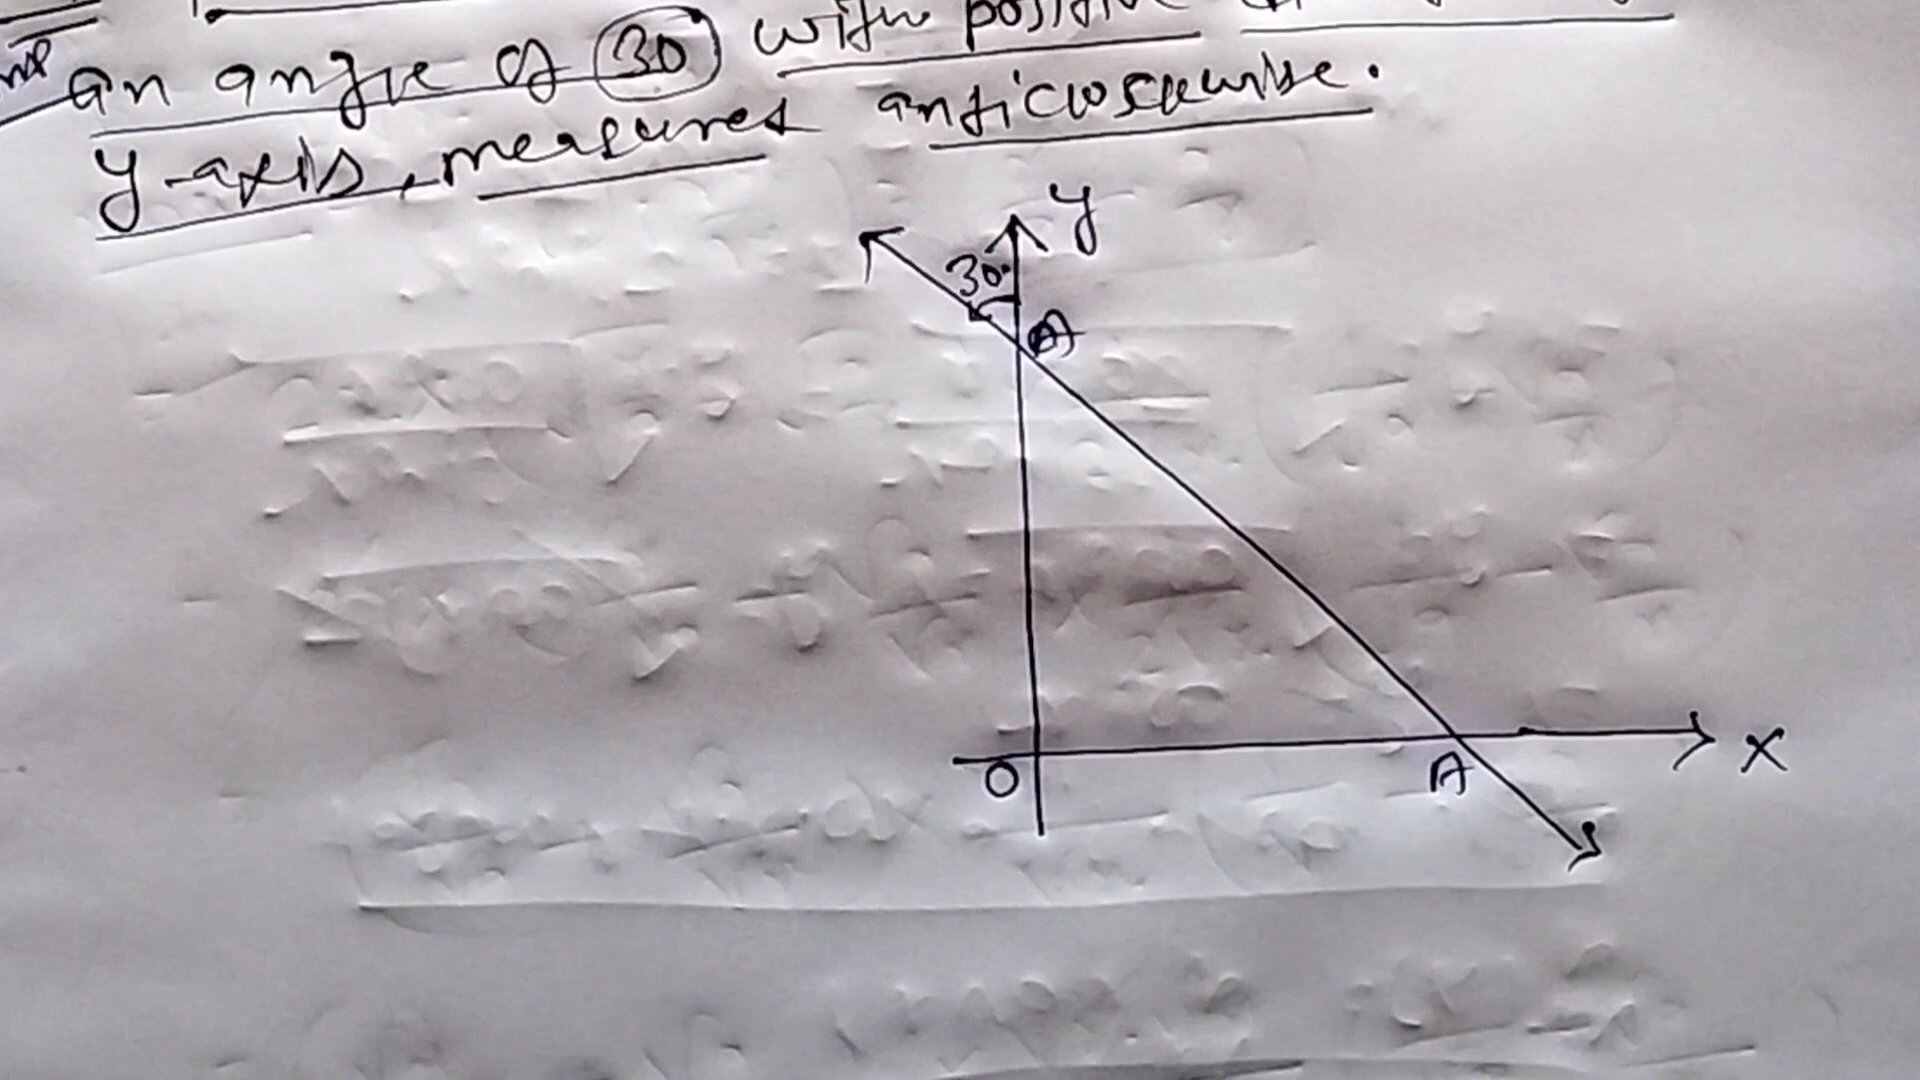 an angle of 30 with positive
y-axis, measures anticlockwise.
y
30°
O
A
X